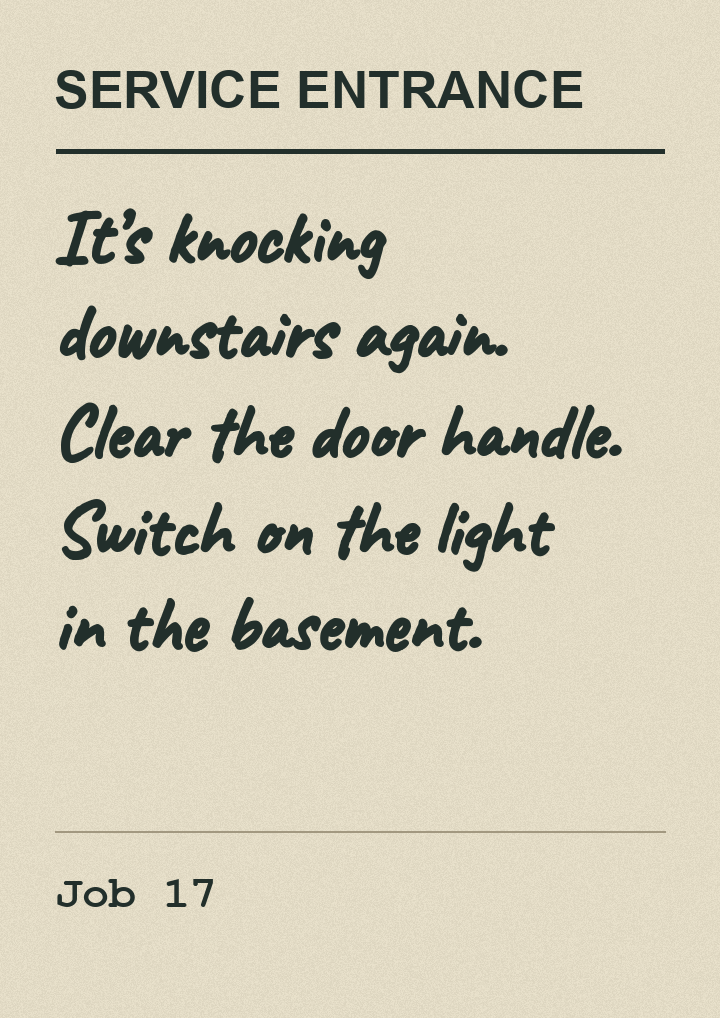 SERVICE ENTRANCE
It’s knocking
downstairs again.
Clear the door handle.
Switch on the light
in the basement.
Job 17